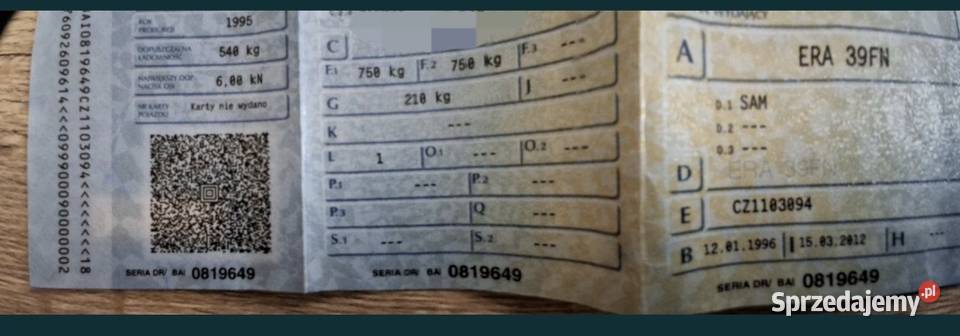 ROK PRODUKCJI 1995
DOPUSZCZALNA ŁADOWNOŚĆ 540 kg
NAJWIĘKSZY DOP. NACISK OSI 6,00 kN
NR KARTY POJAZDU Karty nie wydano
SERIA DR/ BAI 0819649
C
F.1 750 kg F.2 750 kg F.3 ---
G 210 kg J ---
K ---
L 1 O.1 --- O.2 ---
P.1 --- P.2 ---
P.3 Q ---
S.1 --- S.2 ---
SERIA DR/ BAI 0819649
A ERA 39FN
D.1 SAM
D.2 ---
D.3 ---
D ERA 39FN
E CZ1103094
B 12.01.1996 I 15.03.2012 H ---
SERIA DR/ BAI 0819649
Sprzedajemy.pl